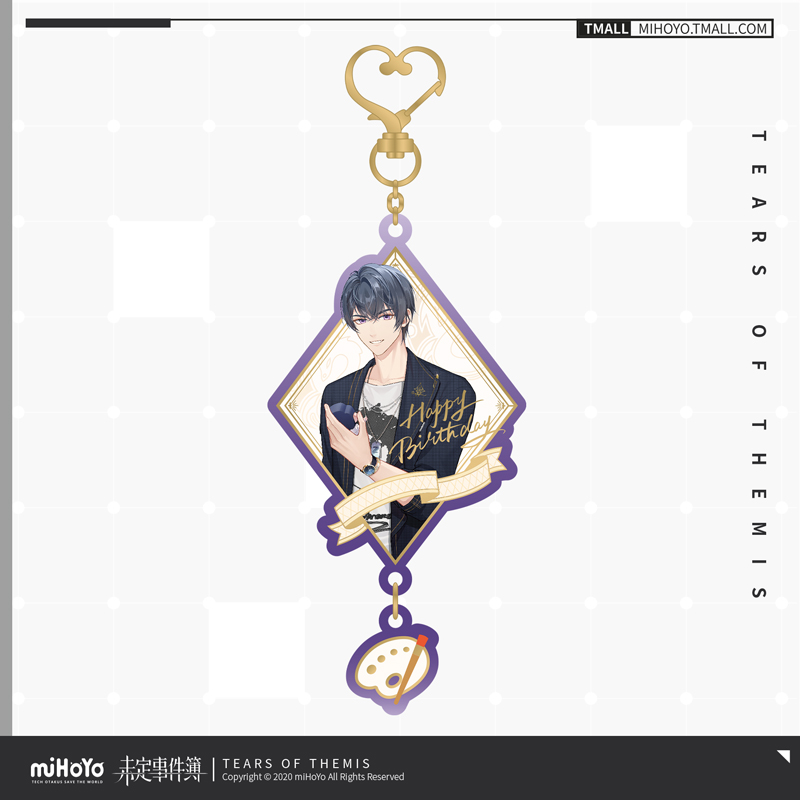 TMALL MIHOYO.TMALL.COM
TEARS OF THEMIS
Happy
Birthday
miHoYo
TECH OTAKUS SAVE THE WORLD
未定事件簿
TEARS OF THEMIS
Copyright © 2020 miHoYo All Rights Reserved